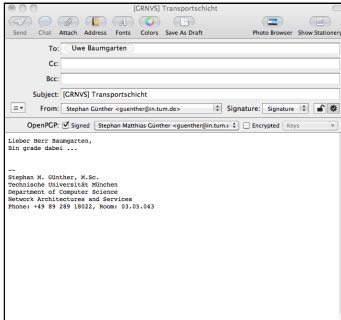 [GRNVS] Transportschicht
Send Chat Attach Address Fonts Colors Save As Draft Photo Browser Show Stationery
To: Uwe Baumgarten
Cc:
Bcc:
Subject: [GRNVS] Transportschicht
From: Stephan Günther <guenther@in.tum.de> Signature: Signature
OpenPGP: Signed Stephan Matthias Günther <guenther@in.tum.c Encrypted Keys
Lieber Herr Baumgarten,
Bin grade dabei ...
--
Stephan M. Günther, M.Sc.
Technische Universität München
Department of Computer Science
Network Architectures and Services
Phone: +49 89 289 18022, Room: 03.05.043